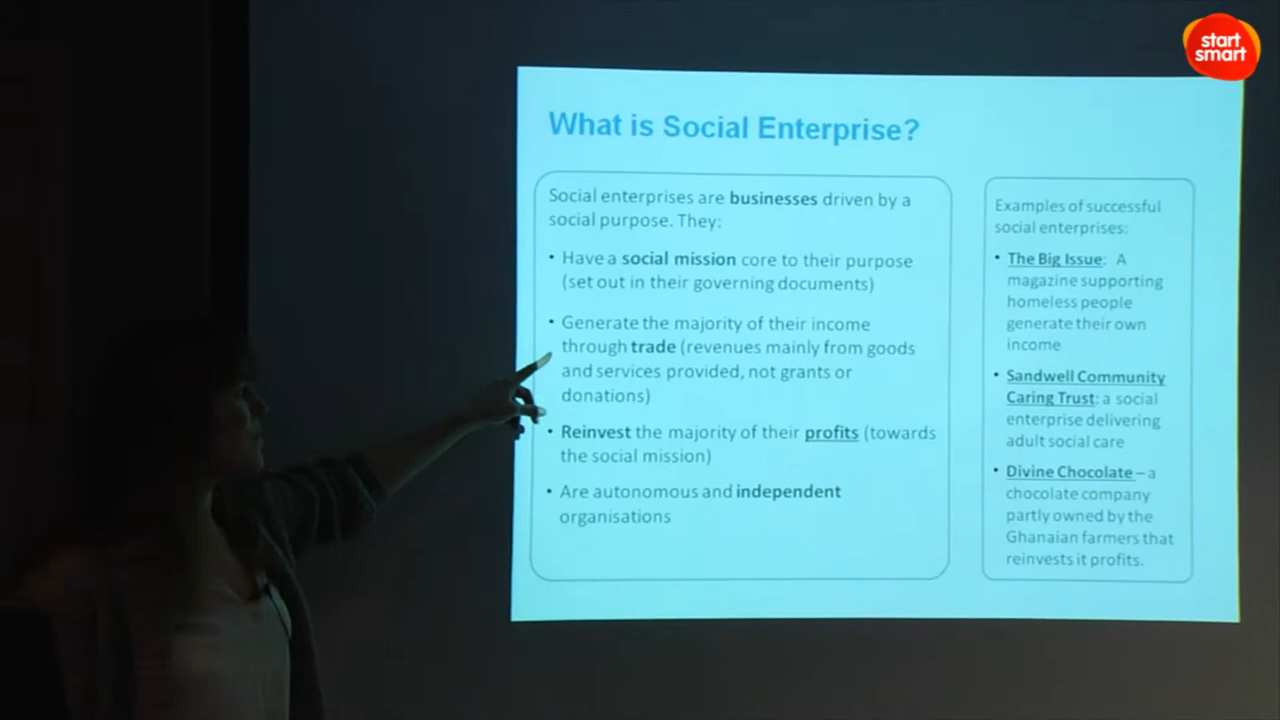 start
smart
What is Social Enterprise?
Social enterprises are businesses driven by a
social purpose. They:
• Have a social mission core to their purpose
(set out in their governing documents)
• Generate the majority of their income
through trade (revenues mainly from goods
and services provided, not grants or
donations)
• Reinvest the majority of their profits (towards
the social mission)
• Are autonomous and independent
organisations
Examples of successful
social enterprises:
• The Big Issue: A
magazine supporting
homeless people
generate their own
income
• Sandwell Community
Caring Trust: a social
enterprise delivering
adult social care
• Divine Chocolate – a
chocolate company
partly owned by the
Ghanaian farmers that
reinvests it profits.